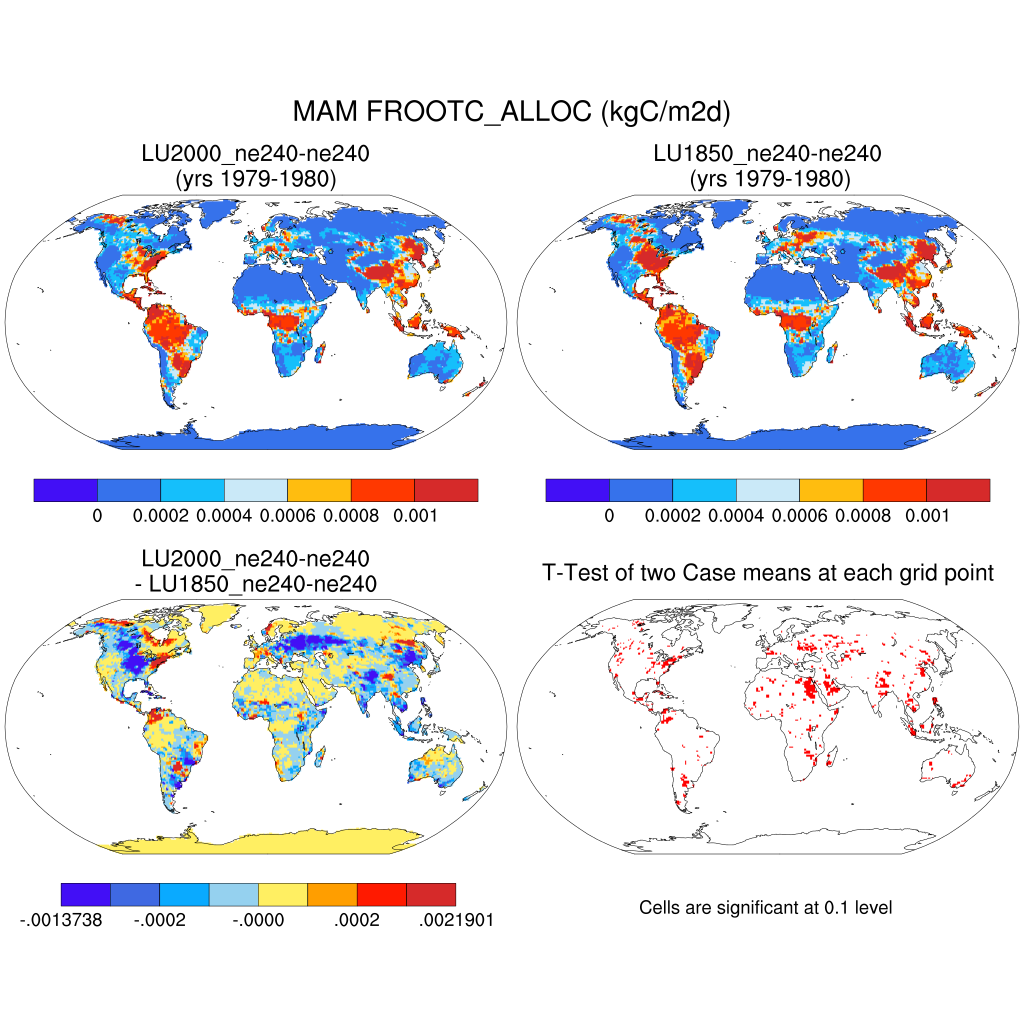 MAM FROOTC_ALLOC (kgC/m2d)
LU2000_ne240-ne240
(yrs 1979-1980)
LU1850_ne240-ne240
(yrs 1979-1980)
0 0.0002 0.0004 0.0006 0.0008 0.001
0 0.0002 0.0004 0.0006 0.0008 0.001
LU2000_ne240-ne240
- LU1850_ne240-ne240
T-Test of two Case means at each grid point
-.0013738 -.0002 -.0000 .0002 .0021901
Cells are significant at 0.1 level